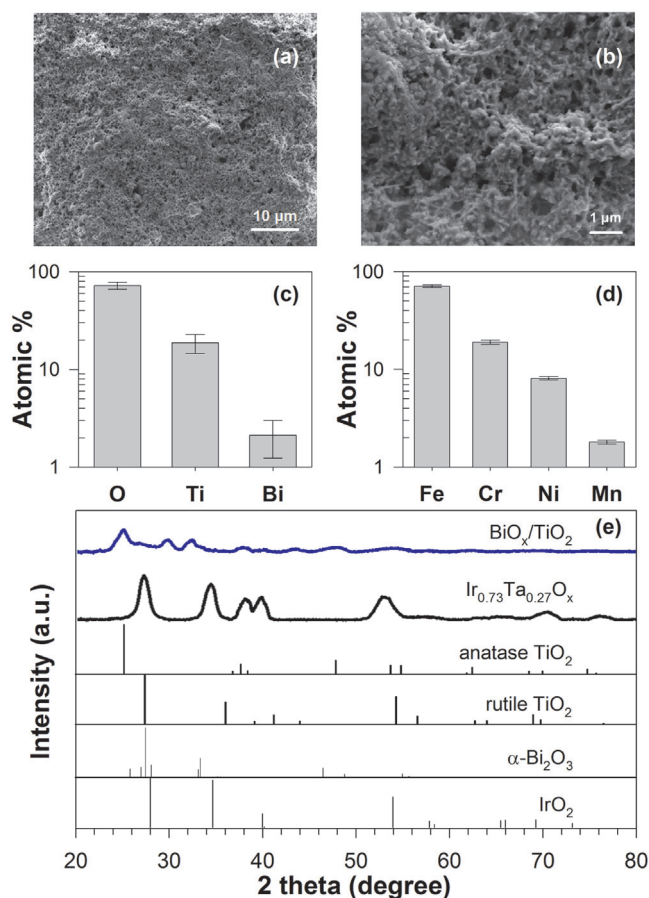 (a)
10 μm
(b)
1 μm
Atomic %
100
10
1
(c)
O Ti Bi
Atomic %
100
10
1
(d)
Fe Cr Ni Mn
Intensity (a.u.)
(e)
BiOₓ/TiO₂
Ir₀.₇₃Ta₀.₂₇Oₓ
anatase TiO₂
rutile TiO₂
α-Bi₂O₃
IrO₂
20 30 40 50 60 70 80
2 theta (degree)